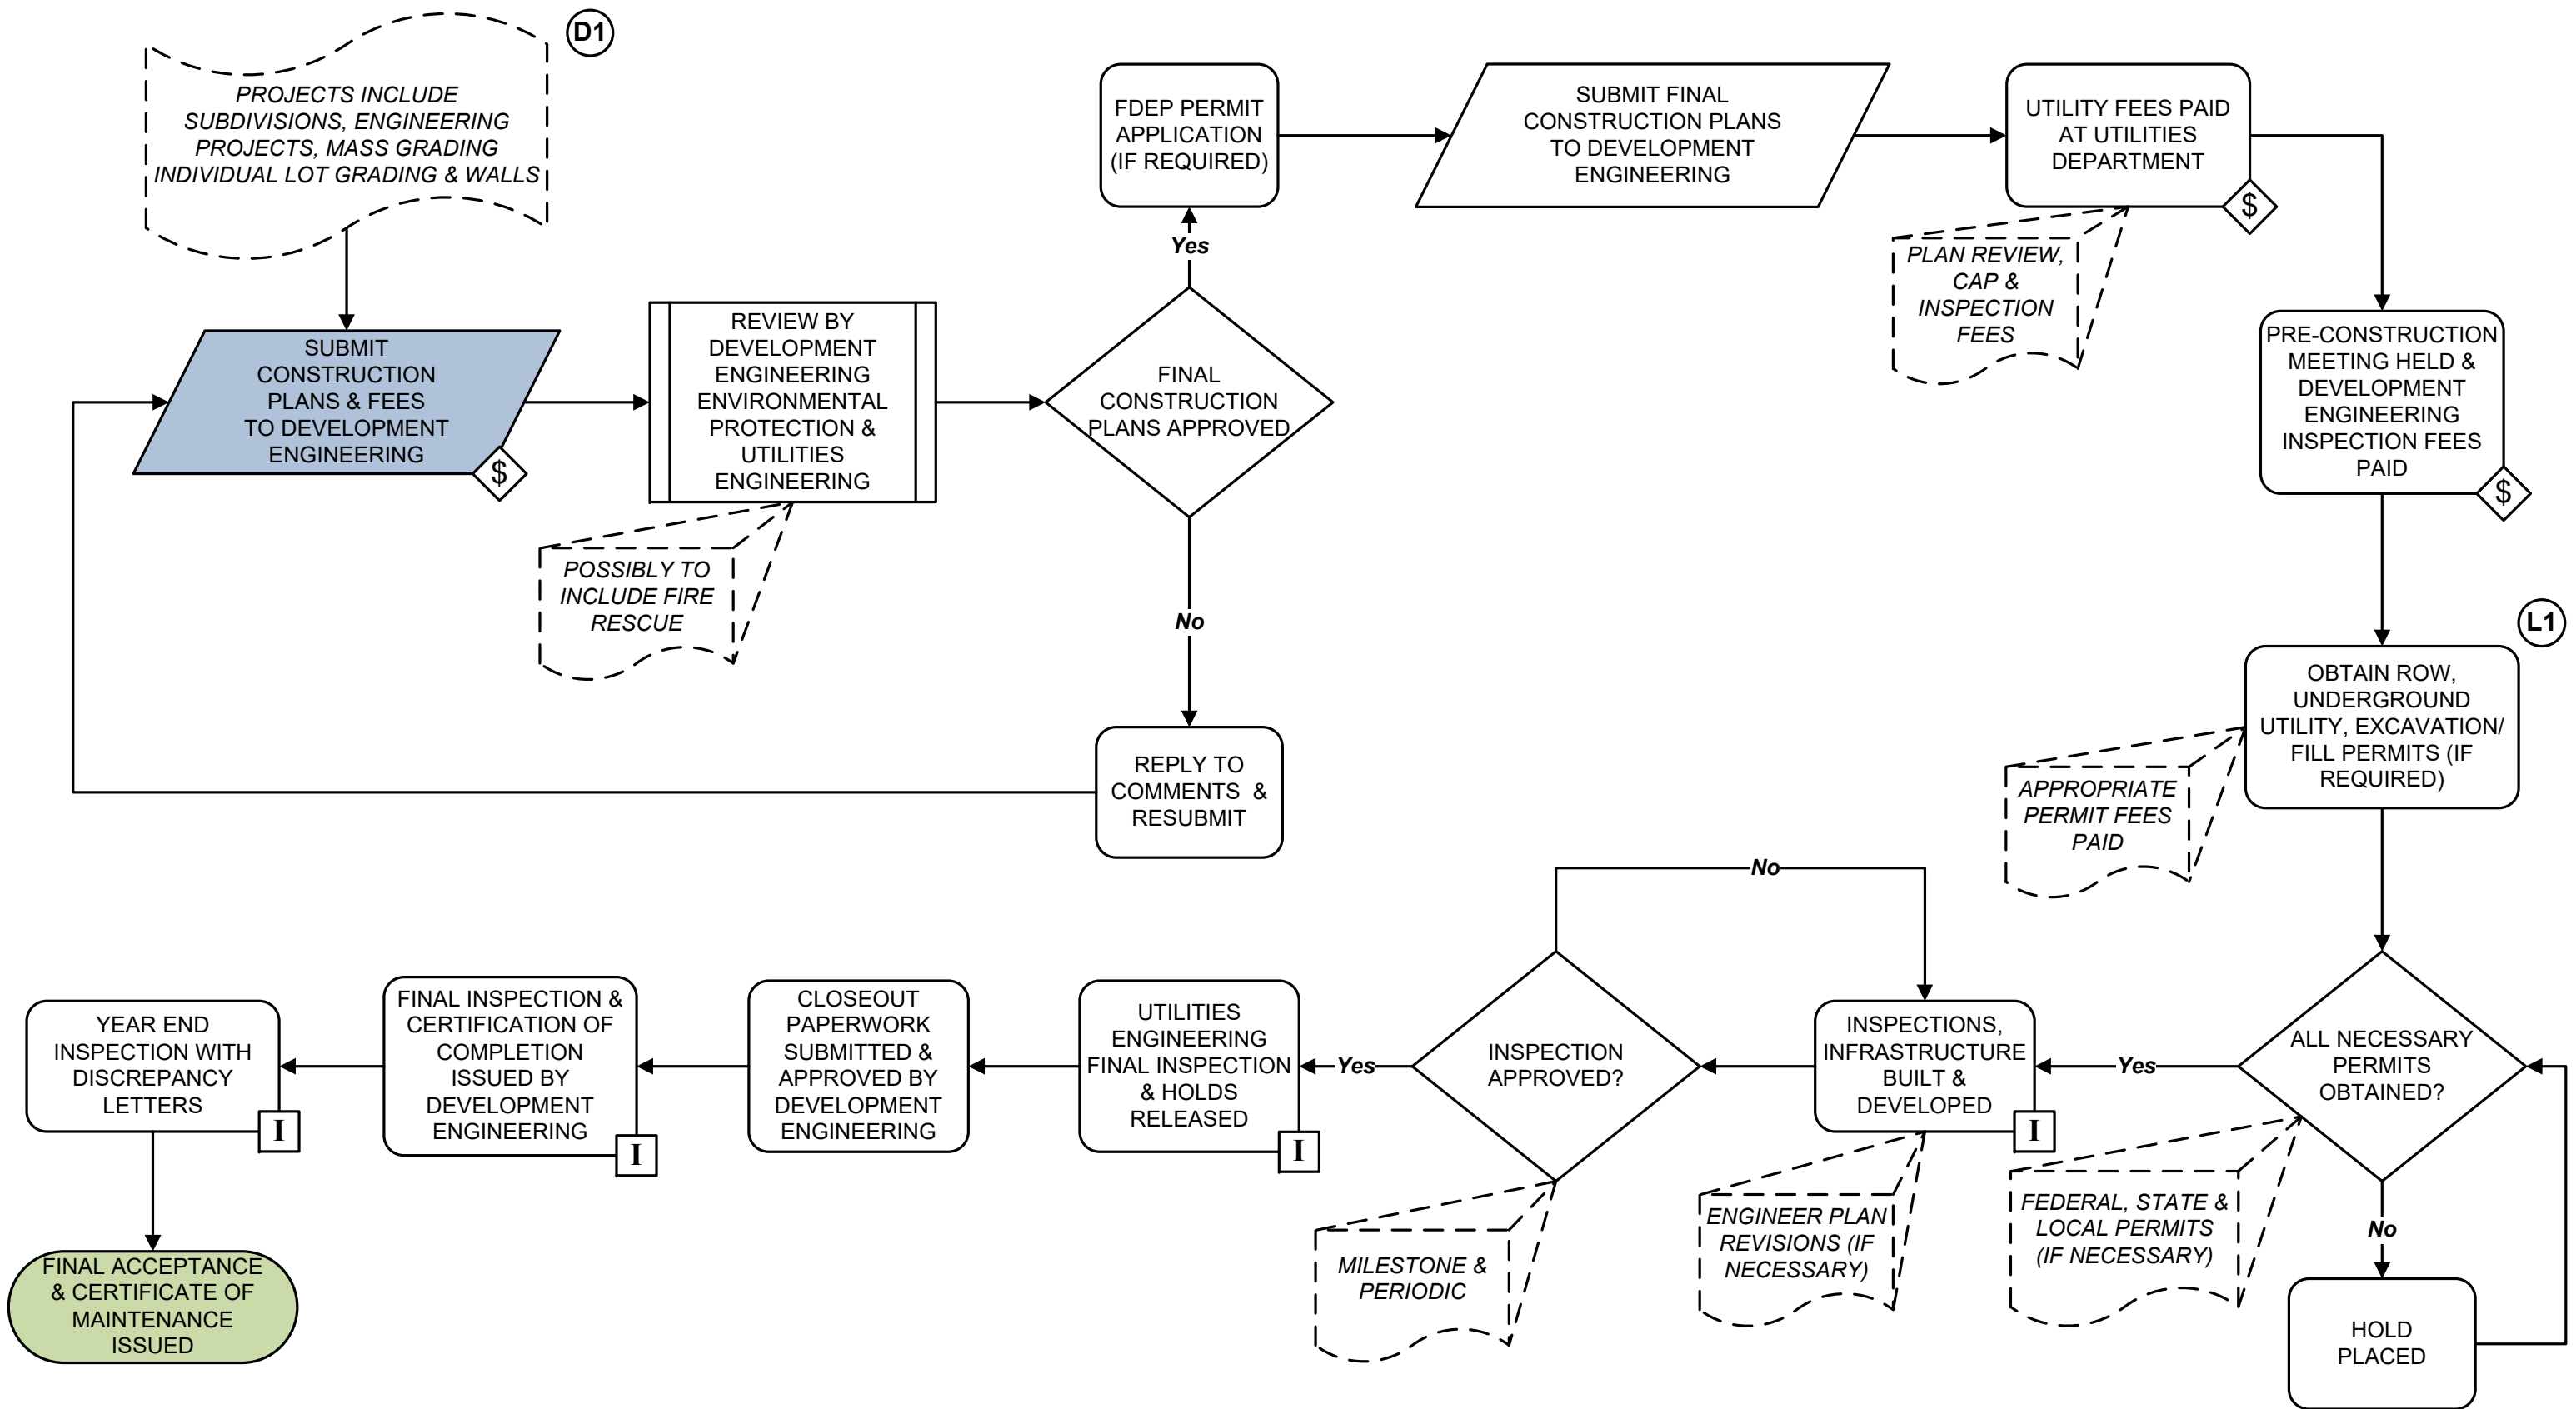 D1
PROJECTS INCLUDE
SUBDIVISIONS, ENGINEERING
PROJECTS, MASS GRADING
INDIVIDUAL LOT GRADING & WALLS
SUBMIT
CONSTRUCTION
PLANS & FEES
TO DEVELOPMENT
ENGINEERING
$
REVIEW BY
DEVELOPMENT
ENGINEERING
ENVIRONMENTAL
PROTECTION &
UTILITIES
ENGINEERING
POSSIBLY TO
INCLUDE FIRE
RESCUE
FINAL
CONSTRUCTION
PLANS APPROVED
Yes
No
REPLY TO
COMMENTS &
RESUBMIT
FDEP PERMIT
APPLICATION
(IF REQUIRED)
SUBMIT FINAL
CONSTRUCTION PLANS
TO DEVELOPMENT
ENGINEERING
UTILITY FEES PAID
AT UTILITIES
DEPARTMENT
$
PLAN REVIEW,
CAP &
INSPECTION
FEES
PRE-CONSTRUCTION
MEETING HELD &
DEVELOPMENT
ENGINEERING
INSPECTION FEES
PAID
$
L1
OBTAIN ROW,
UNDERGROUND
UTILITY, EXCAVATION/
FILL PERMITS (IF
REQUIRED)
APPROPRIATE
PERMIT FEES
PAID
ALL NECESSARY
PERMITS
OBTAINED?
FEDERAL, STATE &
LOCAL PERMITS
(IF NECESSARY)
No
HOLD
PLACED
Yes
INSPECTIONS,
INFRASTRUCTURE
BUILT &
DEVELOPED
I
ENGINEER PLAN
REVISIONS (IF
NECESSARY)
INSPECTION
APPROVED?
No
MILESTONE &
PERIODIC
Yes
UTILITIES
ENGINEERING
FINAL INSPECTION
& HOLDS
RELEASED
I
CLOSEOUT
PAPERWORK
SUBMITTED &
APPROVED BY
DEVELOPMENT
ENGINEERING
FINAL INSPECTION &
CERTIFICATION OF
COMPLETION
ISSUED BY
DEVELOPMENT
ENGINEERING
I
YEAR END
INSPECTION WITH
DISCREPANCY
LETTERS
I
FINAL ACCEPTANCE
& CERTIFICATE OF
MAINTENANCE
ISSUED